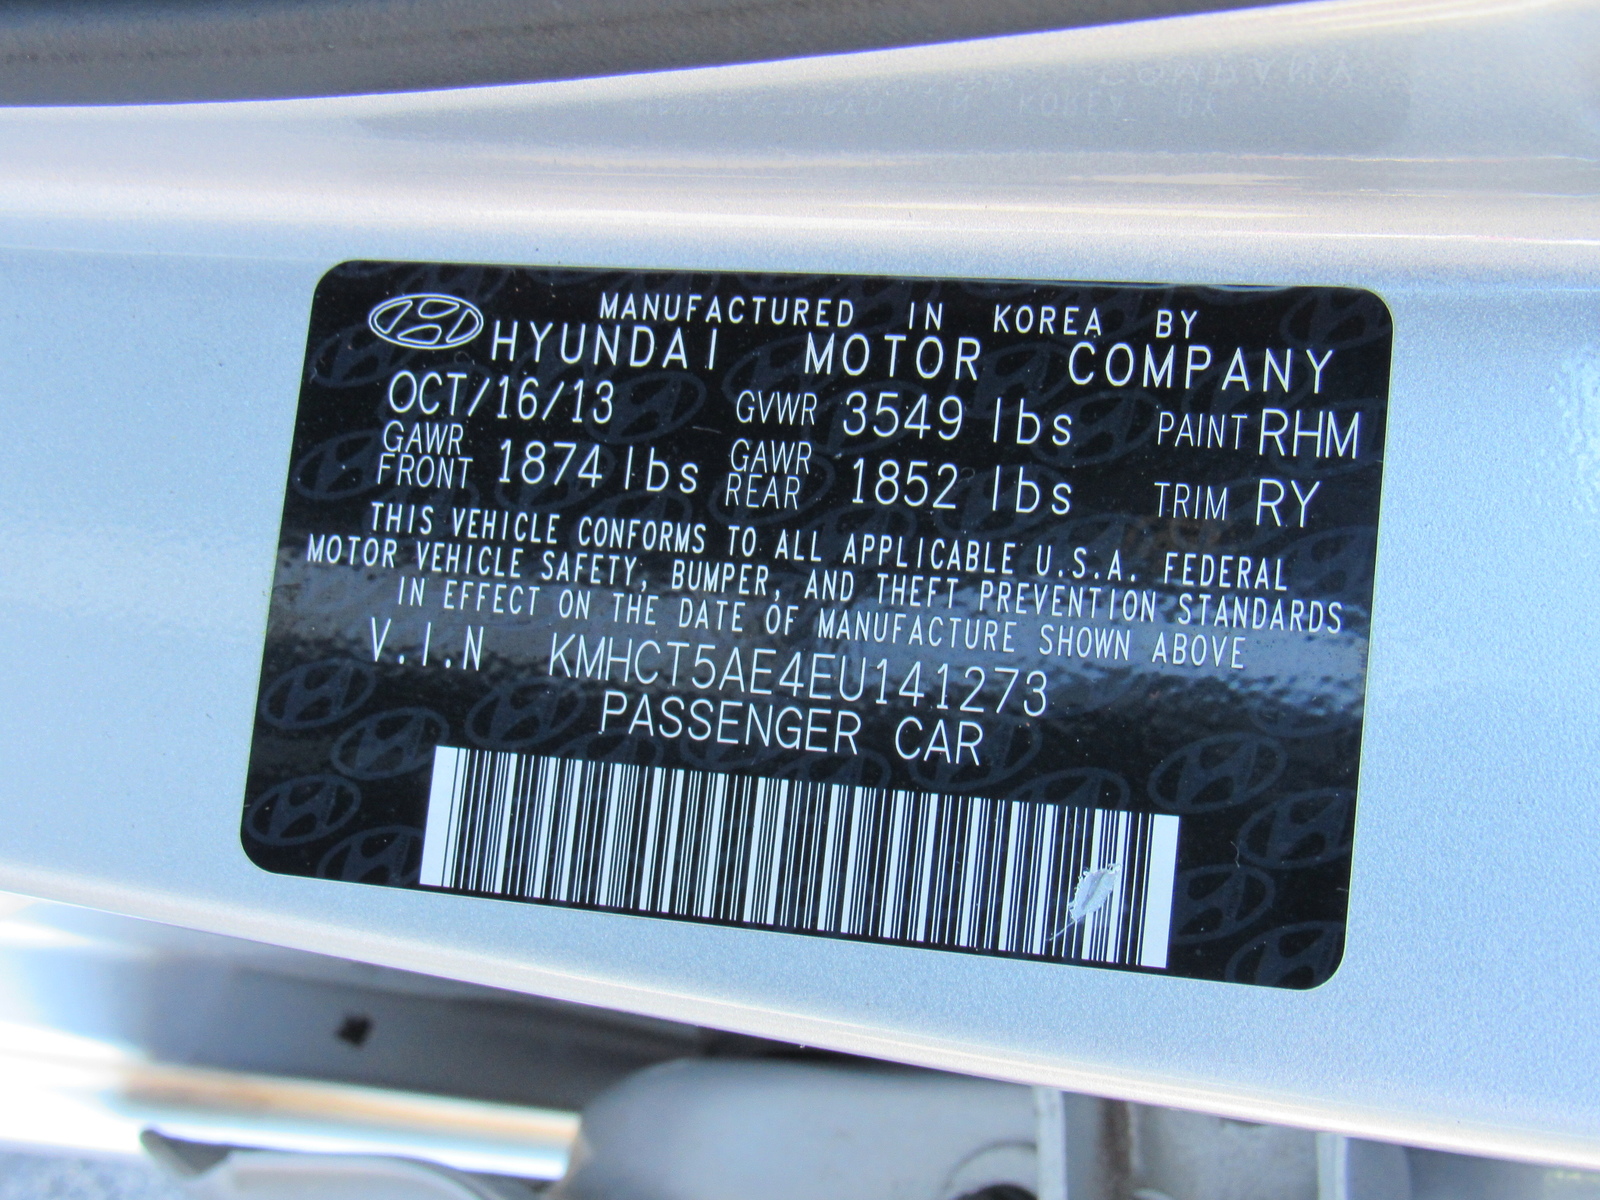 MANUFACTURED IN KOREA BY
HYUNDAI MOTOR COMPANY
OCT/16/13 GVWR 3549 lbs PAINT RHM
GAWR FRONT 1874 lbs GAWR REAR 1852 lbs TRIM RY
THIS VEHICLE CONFORMS TO ALL APPLICABLE U.S.A. FEDERAL
MOTOR VEHICLE SAFETY, BUMPER, AND THEFT PREVENTION STANDARDS
IN EFFECT ON THE DATE OF MANUFACTURE SHOWN ABOVE
V.I.N KMHCT5AE4EU141273
PASSENGER CAR